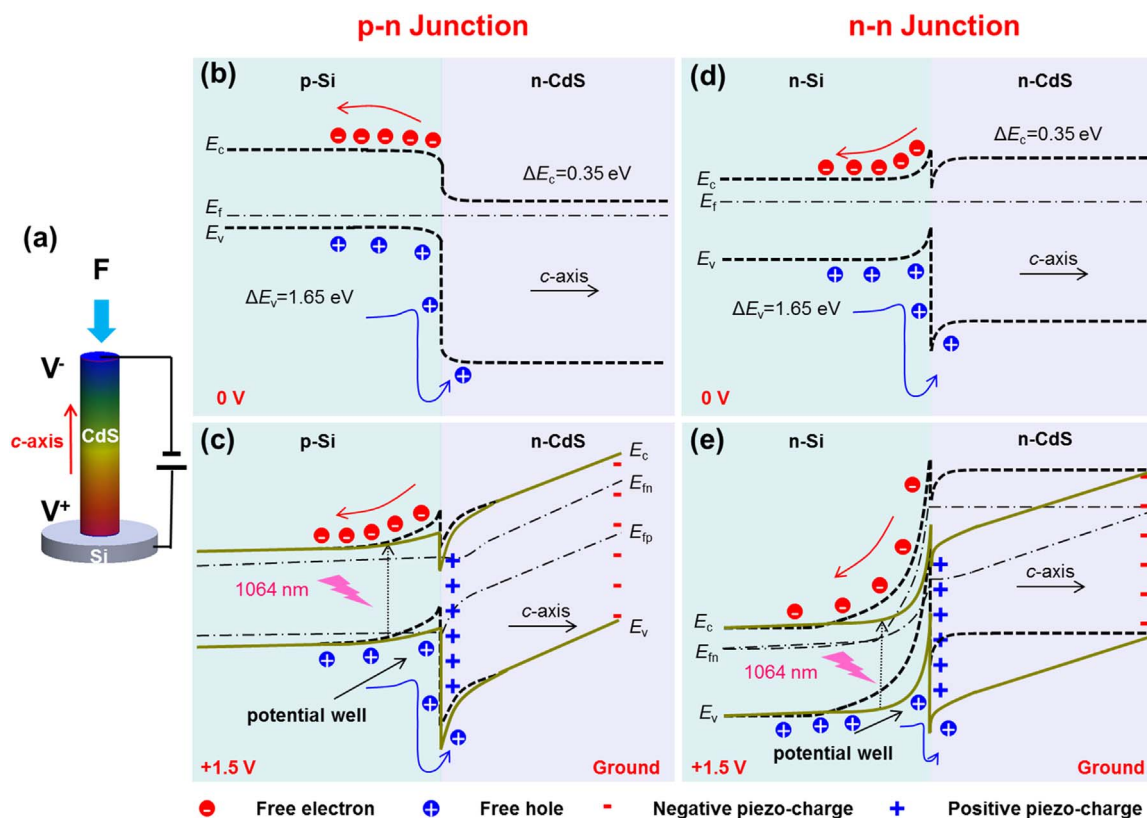 p-n Junction
n-n Junction
(a)
F
V-
c-axis
CdS
V+
Si
(b)
p-Si
n-CdS
Ec
ΔEc=0.35 eV
Ef
Ev
c-axis
ΔEv=1.65 eV
0 V
(d)
n-Si
n-CdS
ΔEc=0.35 eV
Ec
Ef
Ev
c-axis
ΔEv=1.65 eV
0 V
(c)
p-Si
n-CdS
Ec
Efn
Efp
1064 nm
c-axis
Ev
potential well
+1.5 V
Ground
(e)
n-Si
n-CdS
c-axis
Ec
Efn
1064 nm
Ev
potential well
+1.5 V
Ground
Free electron
Free hole
Negative piezo-charge
Positive piezo-charge